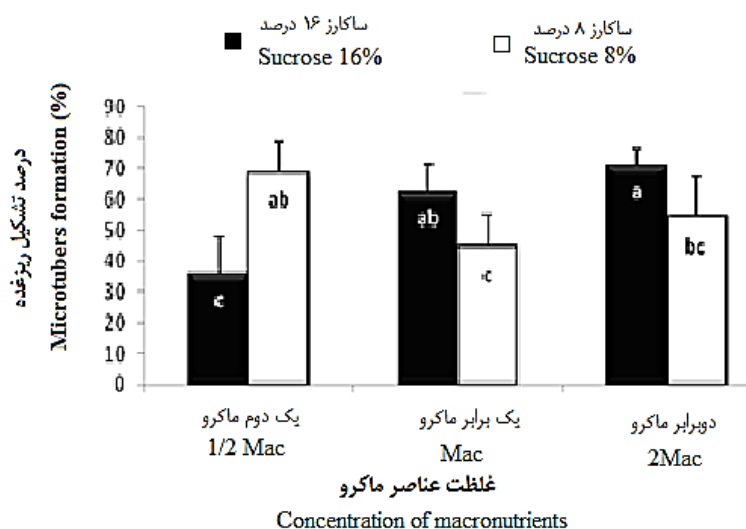 ساکارز ۱۶ درصد
Sucrose 16%
ساکارز ۸ درصد
Sucrose 8%
درصد تشکیل ریزغده
Microtubers formation (%)
90
80
70
60
50
40
30
20
10
0
c
ab
ab
c
a
bc
یک دوم ماکرو
1/2 Mac
یک برابر ماکرو
Mac
دوبرابر ماکرو
2Mac
غلظت عناصر ماکرو
Concentration of macronutrients